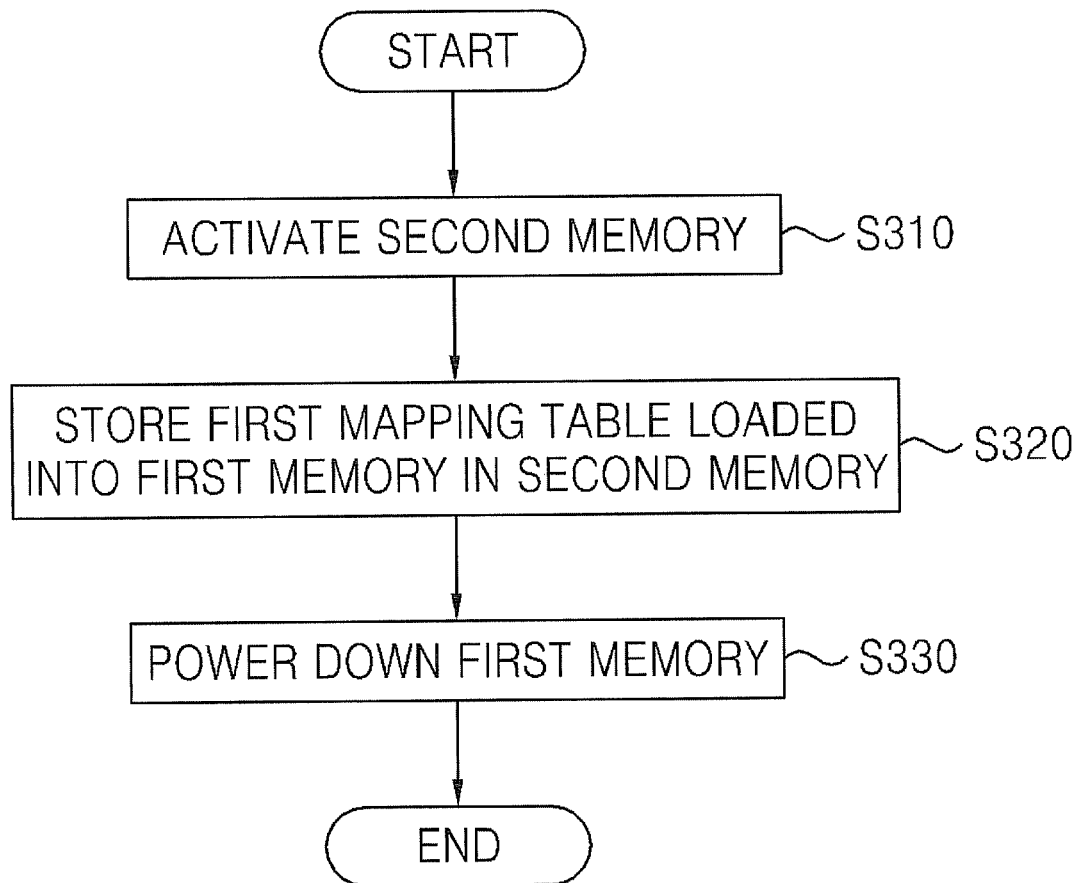 START
ACTIVATE SECOND MEMORY
S310
STORE FIRST MAPPING TABLE LOADED
INTO FIRST MEMORY IN SECOND MEMORY
S320
POWER DOWN FIRST MEMORY
S330
END